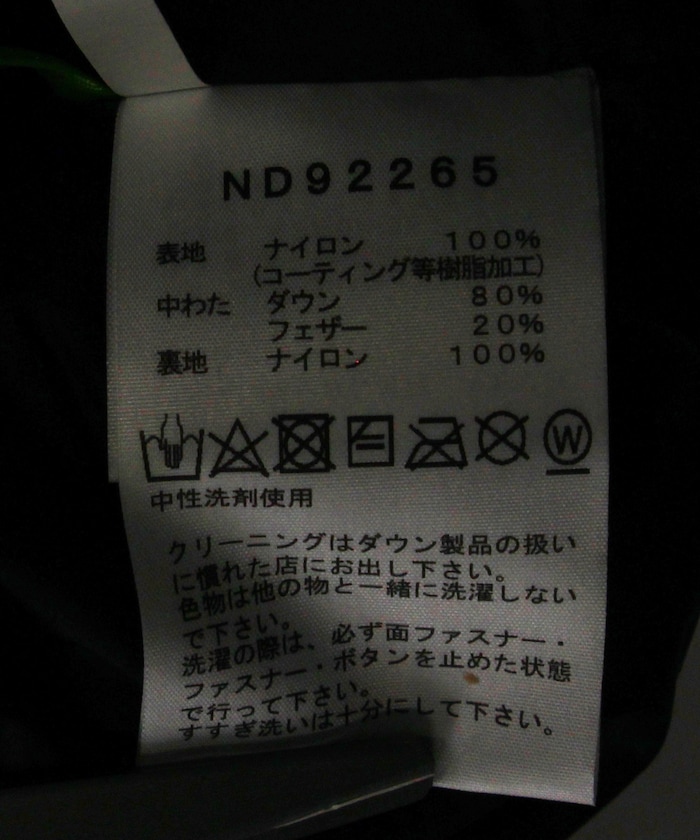 ND92265
表地 ナイロン 100%
(コーティング等樹脂加工)
中わた ダウン 80%
フェザー 20%
裏地 ナイロン 100%
W
中性洗剤使用
クリーニングはダウン製品の扱い
に慣れた店にお出し下さい。
色物は他の物と一緒に洗濯しない
で下さい。
洗濯の際は、必ず面ファスナー・
ファスナー・ボタンを止めた状態
で行って下さい。
すすぎ洗いは十分にして下さい。